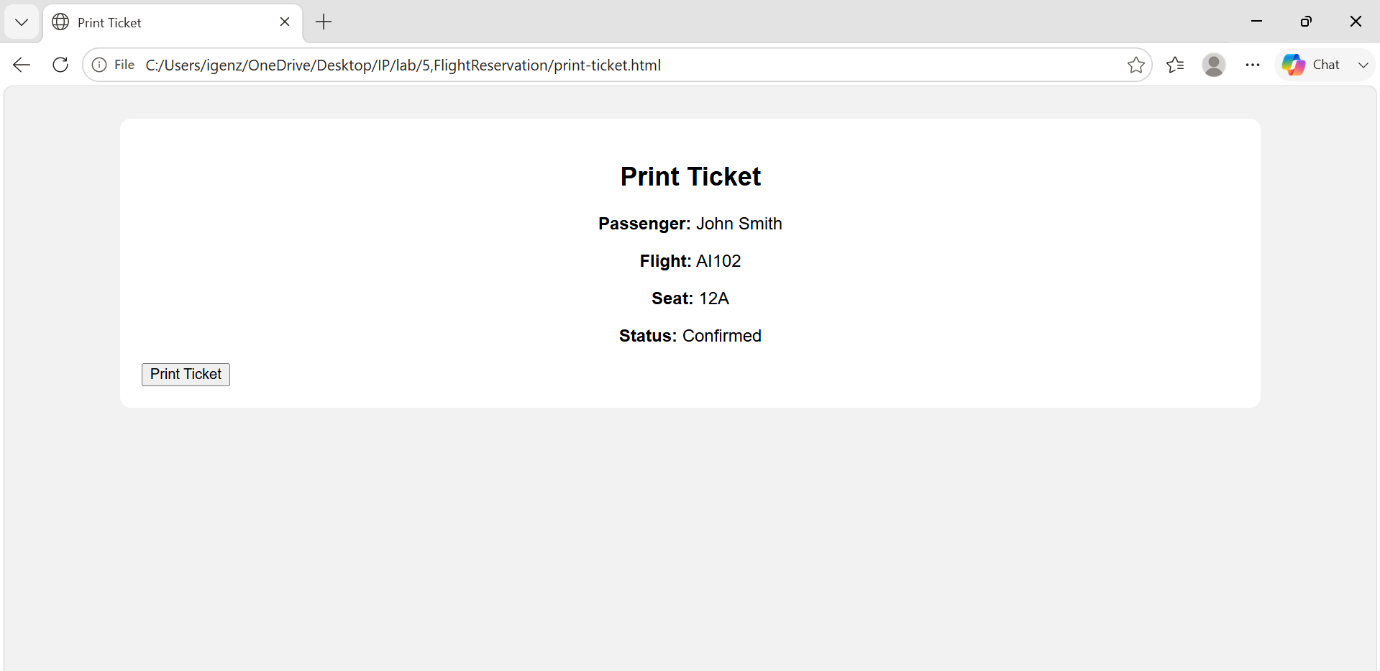 Print Ticket
File C:/Users/igenz/OneDrive/Desktop/IP/lab/5,FlightReservation/print-ticket.html
Chat
Print Ticket
Passenger: John Smith
Flight: AI102
Seat: 12A
Status: Confirmed
Print Ticket